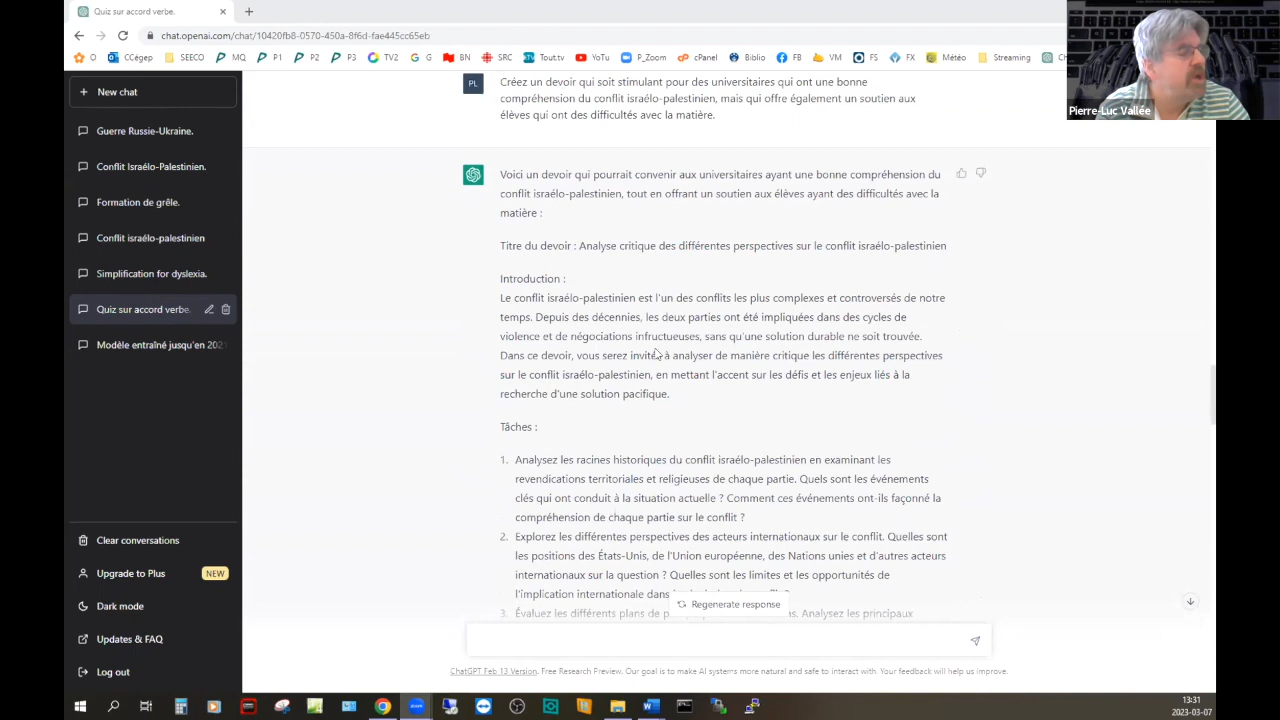 Quiz sur accord verbe.
chat.openai.com/chat/10420fb8-0570-450a-8f6d-fae445cc65eb
O CCégep SEECO MQ P1 P2 P3 TV2 G BN SRC Tout.tv YouTu P_Zoom cPanel Biblio FB VM FS FX Météo Streaming
Pierre-Luc Vallée
New chat
Guerre Russie-Ukraine.
Conflit Israélo-Palestinien.
Formation de grêle.
Conflit israélo-palestinien
Simplification for dyslexia.
Quiz sur accord verbe.
Modèle entraîné jusqu'en 2021
Clear conversations
Upgrade to Plus NEW
Dark mode
Updates & FAQ
Log out
PL
Créez un devoir qui soit stimulant pour des universitaires qui ont une bonne
compréhension du conflit israélo-palestinien, mais qui offre également un soutien aux
élèves qui ont des difficultés avec la matière.
Voici un devoir qui pourrait convenir aux universitaires ayant une bonne compréhension du
conflit israélo-palestinien, tout en offrant un soutien aux élèves ayant des difficultés avec la
matière :
Titre du devoir : Analyse critique des différentes perspectives sur le conflit israélo-palestinien
Introduction :
Le conflit israélo-palestinien est l'un des conflits les plus complexes et controversés de notre
temps. Depuis des décennies, les deux parties ont été impliquées dans des cycles de
violence et de négociations infructueuses, sans qu'une solution durable ne soit trouvée.
Dans ce devoir, vous serez invités à analyser de manière critique les différentes perspectives
sur le conflit israélo-palestinien, en mettant l'accent sur les défis et les enjeux liés à la
recherche d'une solution pacifique.
Tâches :
1. Analysez les racines historiques du conflit israélo-palestinien en examinant les
revendications territoriales et religieuses de chaque partie. Quels sont les événements
clés qui ont conduit à la situation actuelle ? Comment ces événements ont-ils façonné la
compréhension de chaque partie sur le conflit ?
2. Explorez les différentes perspectives des acteurs internationaux sur le conflit. Quelles sont
les positions des États-Unis, de l'Union européenne, des Nations unies et d'autres acteurs
internationaux sur la question ? Quelles sont les limites et les opportunités de
l'implication internationale dans
3. Évaluez les différents plans de Analysez les principaux
Regenerate response
ChatGPT Feb 13 Version. Free Research Preview. Our goal is to make AI systems more natural and safe to interact with. Your feedback will help us improve.
13:31
2023-03-07